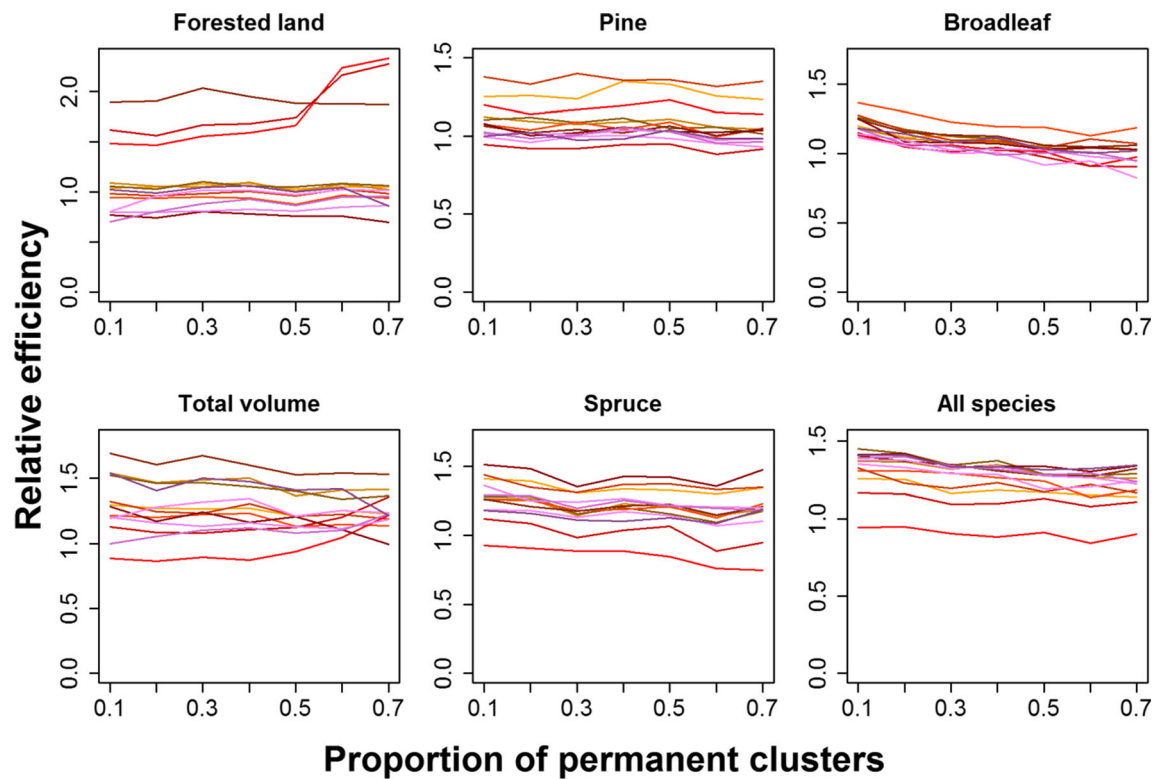 Forested land
Pine
Broadleaf
2.0
1.0
0.0
0.1 0.3 0.5 0.7
1.5
1.0
0.5
0.0
0.1 0.3 0.5 0.7
1.5
1.0
0.5
0.0
0.1 0.3 0.5 0.7
Relative efficiency
Total volume
Spruce
All species
1.5
1.0
0.5
0.0
0.1 0.3 0.5 0.7
1.5
1.0
0.5
0.0
0.1 0.3 0.5 0.7
1.5
1.0
0.5
0.0
0.1 0.3 0.5 0.7
Proportion of permanent clusters